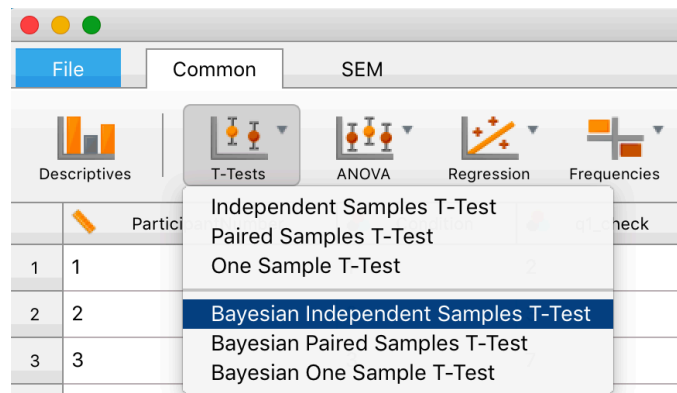 File Common SEM
Descriptives T-Tests ANOVA Regression Frequencies
Independent Samples T-Test
Paired Samples T-Test
One Sample T-Test
Bayesian Independent Samples T-Test
Bayesian Paired Samples T-Test
Bayesian One Sample T-Test
1 1
2 2
3 3